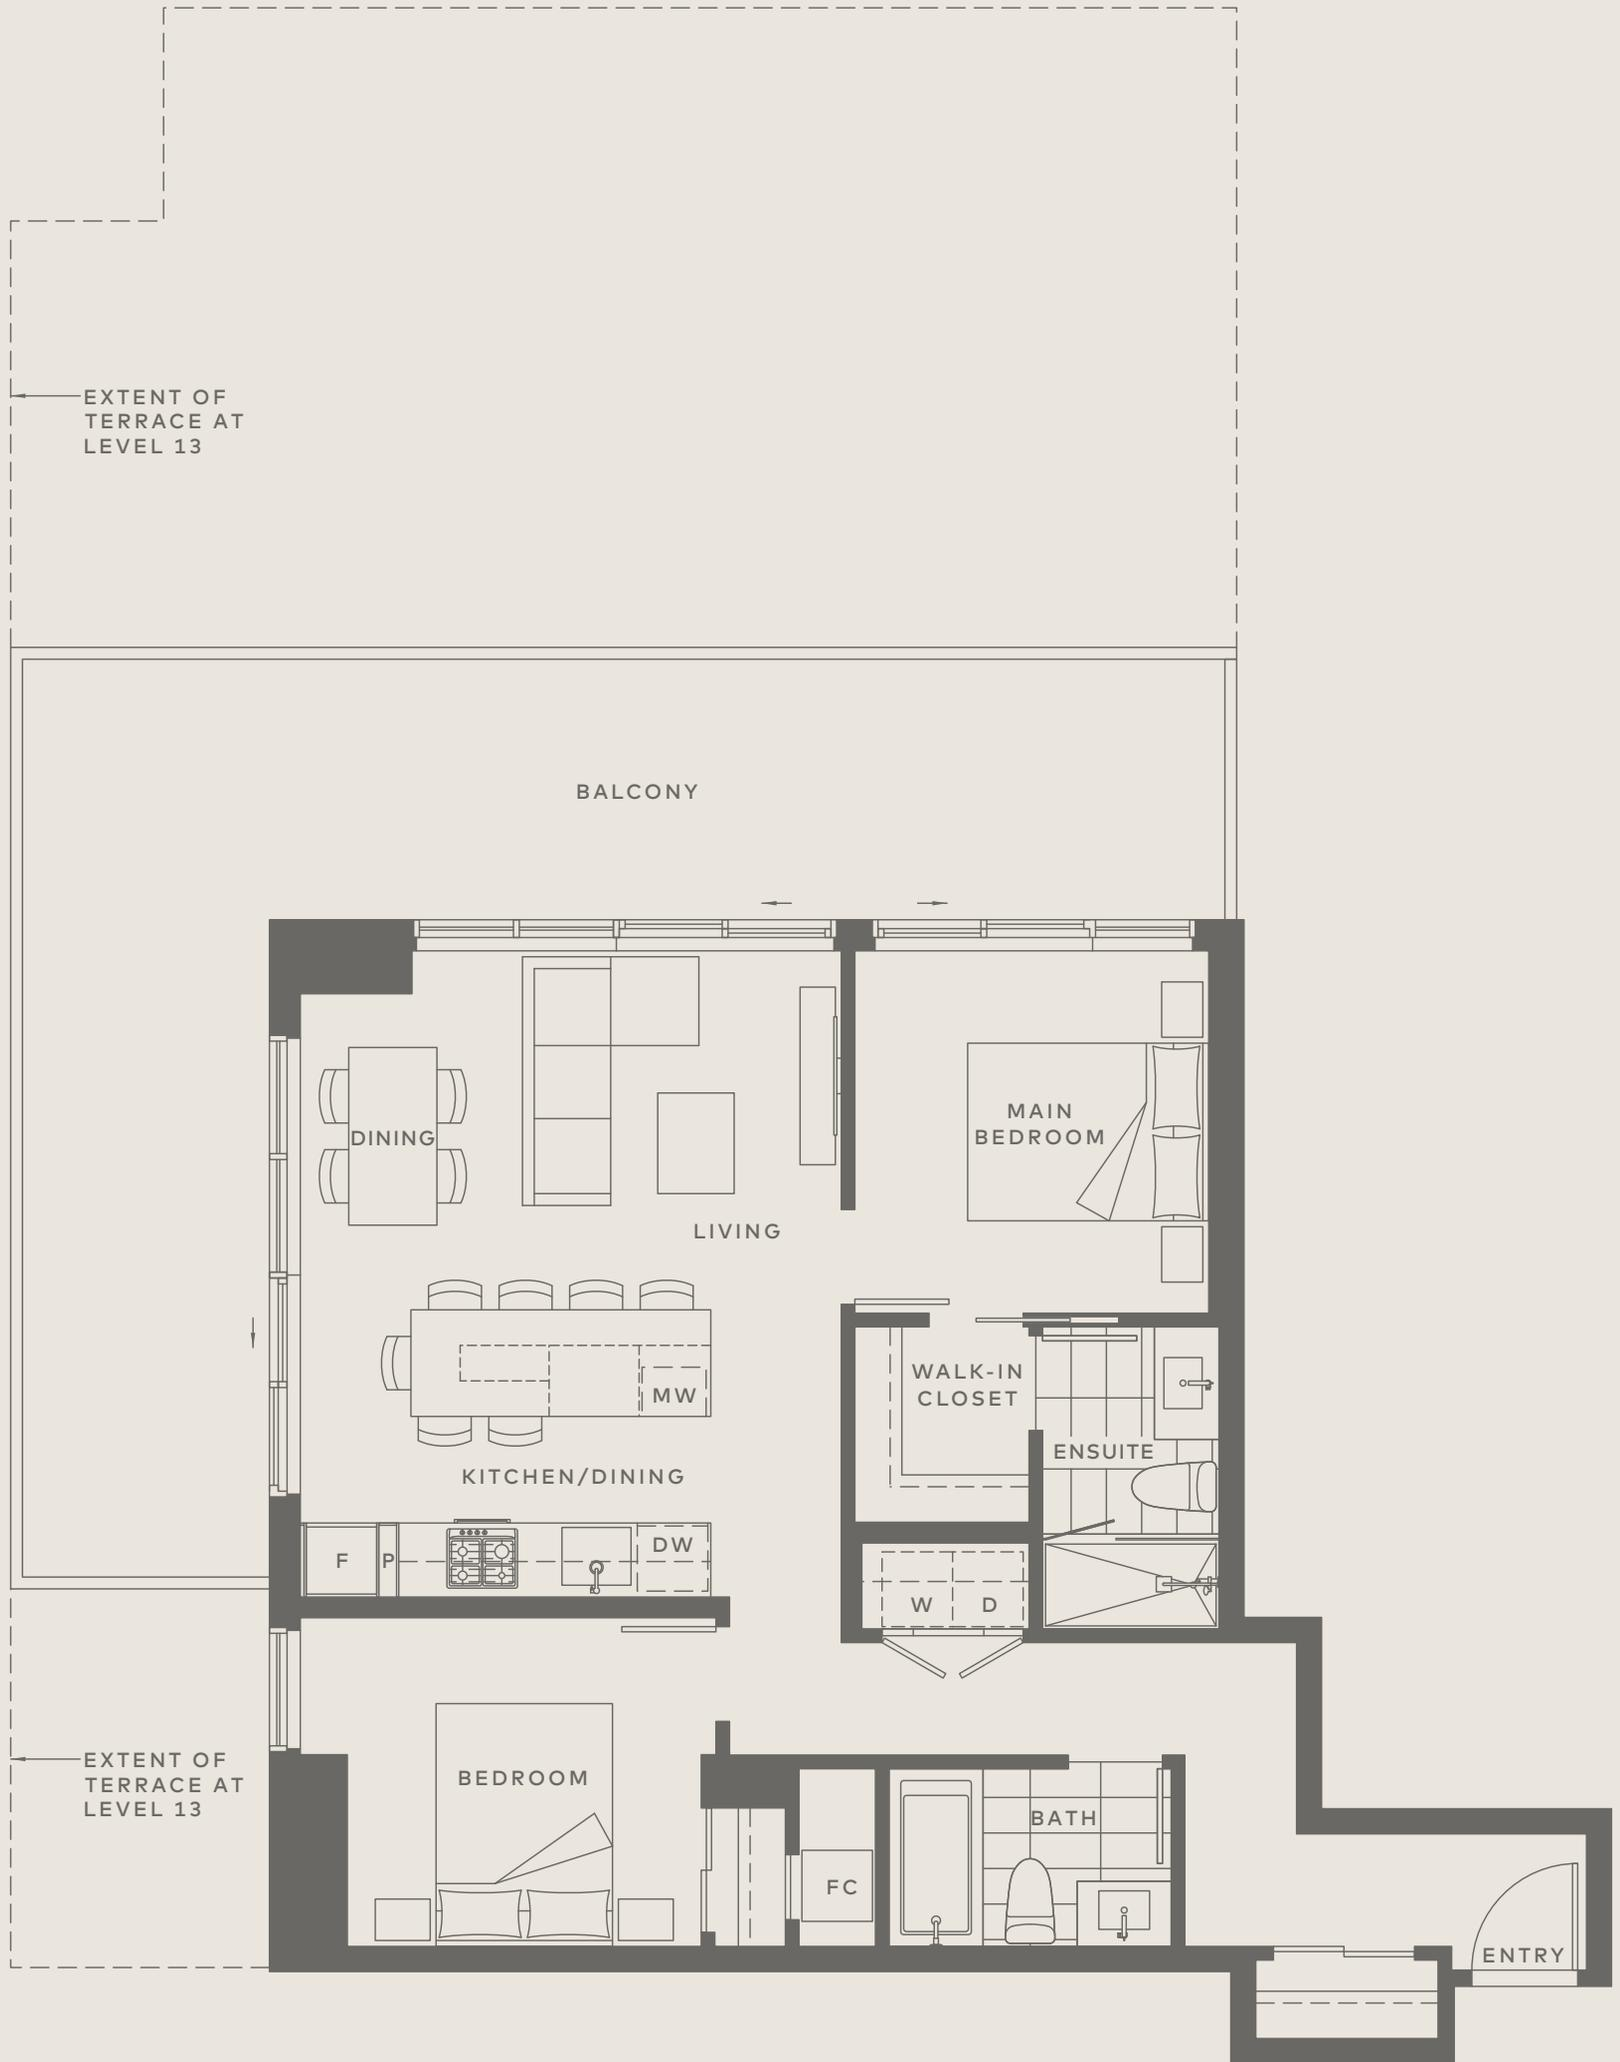 EXTENT OF
TERRACE AT
LEVEL 13
BALCONY
MAIN
BEDROOM
DINING
LIVING
WALK-IN
CLOSET
MW
ENSUITE
KITCHEN/DINING
F
P
DW
W
D
EXTENT OF
TERRACE AT
LEVEL 13
BEDROOM
BATH
FC
ENTRY